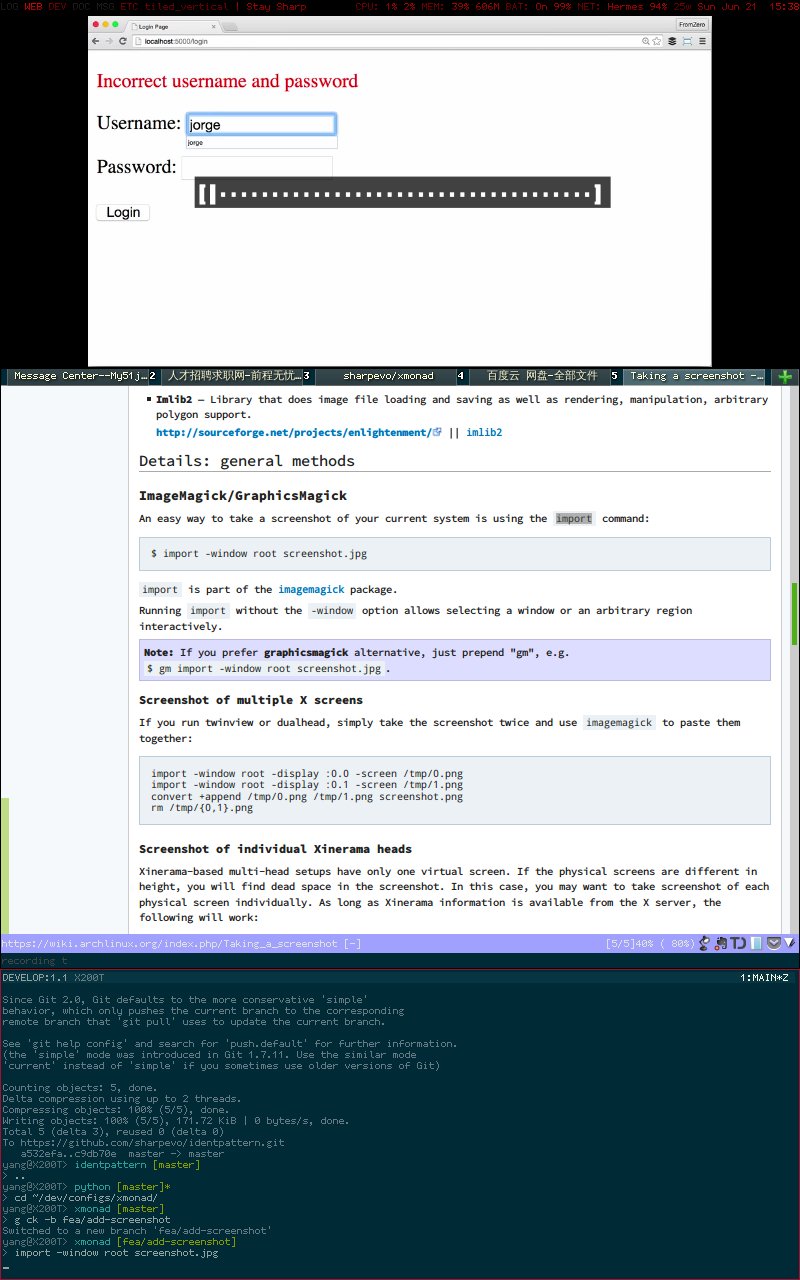 LOG WEB DEV DOC MSG ETC tiled_vertical | Stay Sharp CPU: 1% 2% MEM: 39% 606M BAT: On 99% NET: Hermes 94% 25w Sun Jun 21 15:38
Login Page
FromZero
localhost:5000/login
Incorrect username and password
Username: jorge
jorge
Password:
Login
Message Center--My51j…2 人才招聘求职网-前程无忧…3 sharpevo/xmonad 4 百度云 网盘-全部文件 5 Taking a screenshot -…
Imlib2 — Library that does image file loading and saving as well as rendering, manipulation, arbitrary
polygon support.
http://sourceforge.net/projects/enlightenment/ || imlib2
Details: general methods
ImageMagick/GraphicsMagick
An easy way to take a screenshot of your current system is using the import command:
$ import -window root screenshot.jpg
import is part of the imagemagick package.
Running import without the -window option allows selecting a window or an arbitrary region
interactively.
Note: If you prefer graphicsmagick alternative, just prepend "gm", e.g.
$ gm import -window root screenshot.jpg.
Screenshot of multiple X screens
If you run twinview or dualhead, simply take the screenshot twice and use imagemagick to paste them
together:
import -window root -display :0.0 -screen /tmp/0.png
import -window root -display :0.1 -screen /tmp/1.png
convert +append /tmp/0.png /tmp/1.png screenshot.png
rm /tmp/{0,1}.png
Screenshot of individual Xinerama heads
Xinerama-based multi-head setups have only one virtual screen. If the physical screens are different in
height, you will find dead space in the screenshot. In this case, you may want to take screenshot of each
physical screen individually. As long as Xinerama information is available from the X server, the
following will work:
https://wiki.archlinux.org/index.php/Taking_a_screenshot [-] [5/5]40% ( 80%)
recording t
DEVELOP:1.1 X200T 1:MAIN*Z
Since Git 2.0, Git defaults to the more conservative 'simple'
behavior, which only pushes the current branch to the corresponding
remote branch that 'git pull' uses to update the current branch.
See 'git help config' and search for 'push.default' for further information.
(the 'simple' mode was introduced in Git 1.7.11. Use the similar mode
'current' instead of 'simple' if you sometimes use older versions of Git)
Counting objects: 5, done.
Delta compression using up to 2 threads.
Compressing objects: 100% (5/5), done.
Writing objects: 100% (5/5), 171.72 KiB | 0 bytes/s, done.
Total 5 (delta 3), reused 0 (delta 0)
To https://github.com/sharpevo/identpattern.git
a532efa..c9db70e master -> master
yang@X200T> identpattern [master]
> ..
yang@X200T> python [master]*
> cd ~/dev/configs/xmonad/
yang@X200T> xmonad [master]
> g ck -b fea/add-screenshot
Switched to a new branch 'fea/add-screenshot'
yang@X200T> xmonad [fea/add-screenshot]
> import -window root screenshot.jpg